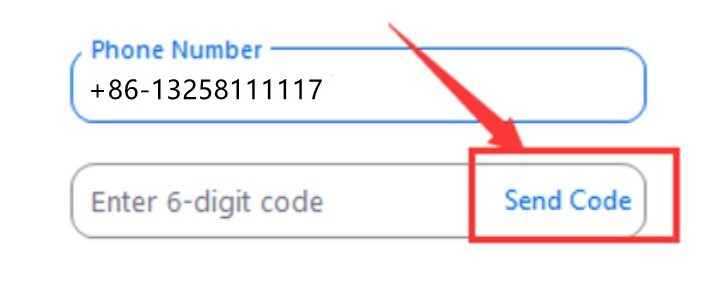 Phone Number
+86-13258111117
Enter 6-digit code
Send Code